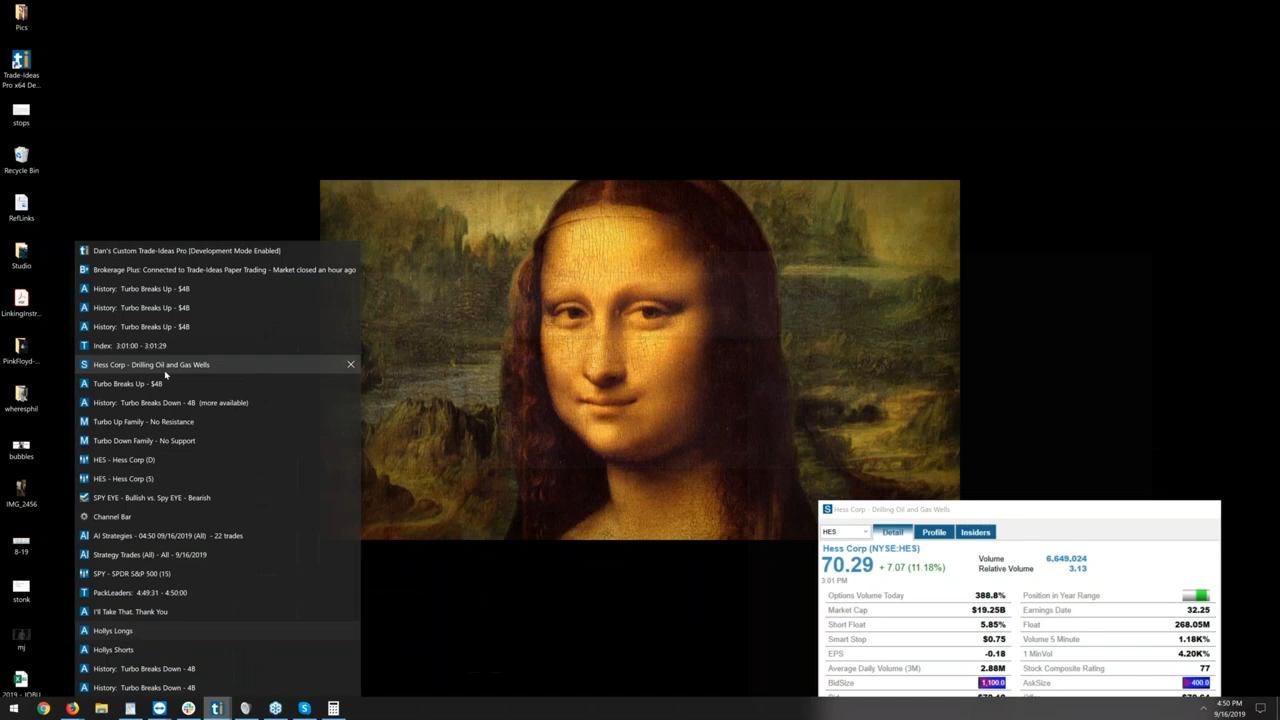 Pics
Trade-Ideas
Pro x64 De...
stops
Recycle Bin
RefLinks
Studio
LinkingInstr...
PinkFloyd-...
wheresphil
bubbles
IMG_2456
8-19
stonk
mj
2019 - JOBU
Dan's Custom Trade-Ideas Pro [Development Mode Enabled]
Brokerage Plus: Connected to Trade-Ideas Paper Trading - Market closed an hour ago
History: Turbo Breaks Up - $4B
History: Turbo Breaks Up - $4B
History: Turbo Breaks Up - $4B
Index: 3:01:00 - 3:01:29
Hess Corp - Drilling Oil and Gas Wells
Turbo Breaks Up - $4B
History: Turbo Breaks Down - 4B (more available)
Turbo Up Family - No Resistance
Turbo Down Family - No Support
HES - Hess Corp (D)
HES - Hess Corp (5)
SPY EYE - Bullish vs. Spy EYE - Bearish
Channel Bar
AI Strategies - 04:50 09/16/2019 (All) - 22 trades
Strategy Trades (All) - All - 9/16/2019
SPY - SPDR S&P 500 (15)
PackLeaders: 4:49:31 - 4:50:00
I'll Take That, Thank You
Hollys Longs
Hollys Shorts
History: Turbo Breaks Down - 4B
History: Turbo Breaks Down - 4B
Hess Corp - Drilling Oil and Gas Wells
HES Detail Profile Insiders
Hess Corp (NYSE:HES)
70.29 + 7.07 (11.18%)
3:01 PM
Volume 6,649,024
Relative Volume 3.13
Options Volume Today 388.8% Position in Year Range
Market Cap $19.25B Earnings Date 32.25
Short Float 5.85% Float 268.05M
Smart Stop $0.75 Volume 5 Minute 1.18K%
EPS -0.18 1 MinVol 4.20K%
Average Daily Volume (3M) 2.88M Stock Composite Rating 77
BidSize 1,100.0 AskSize 400.0
4:50 PM
9/16/2019